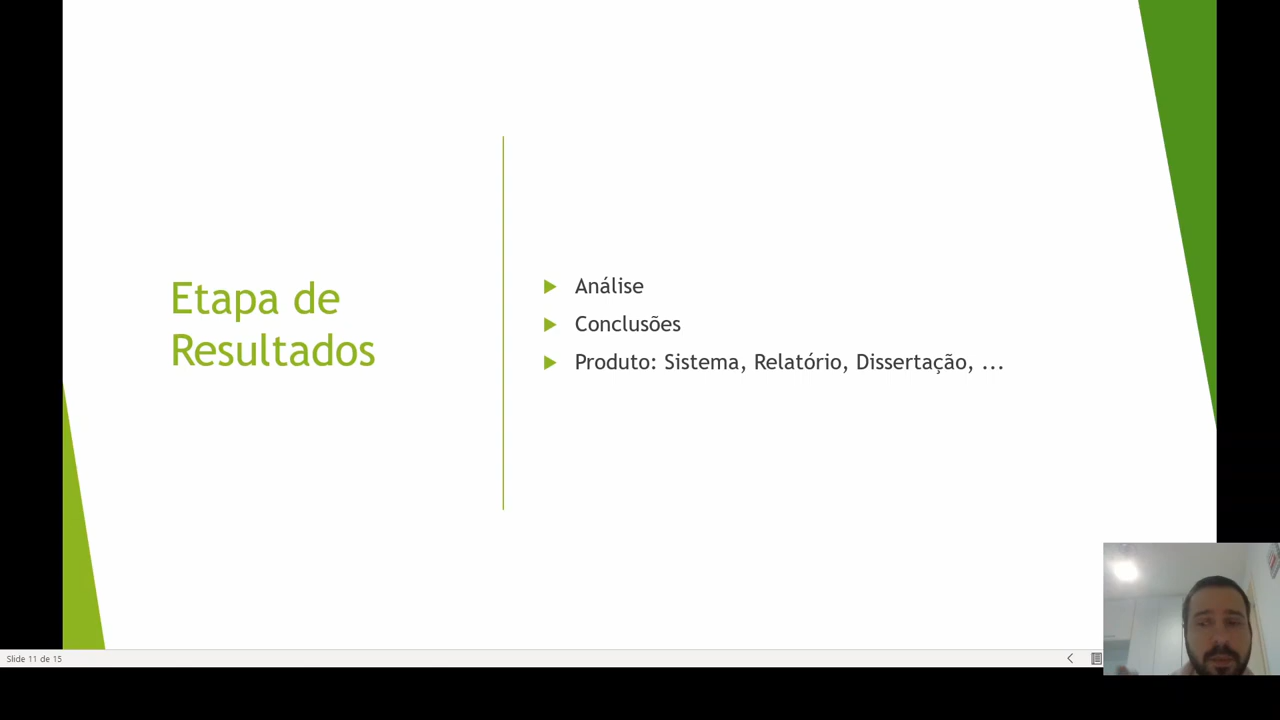 Etapa de
Resultados
Análise
Conclusões
Produto: Sistema, Relatório, Dissertação, ...
Slide 11 de 15